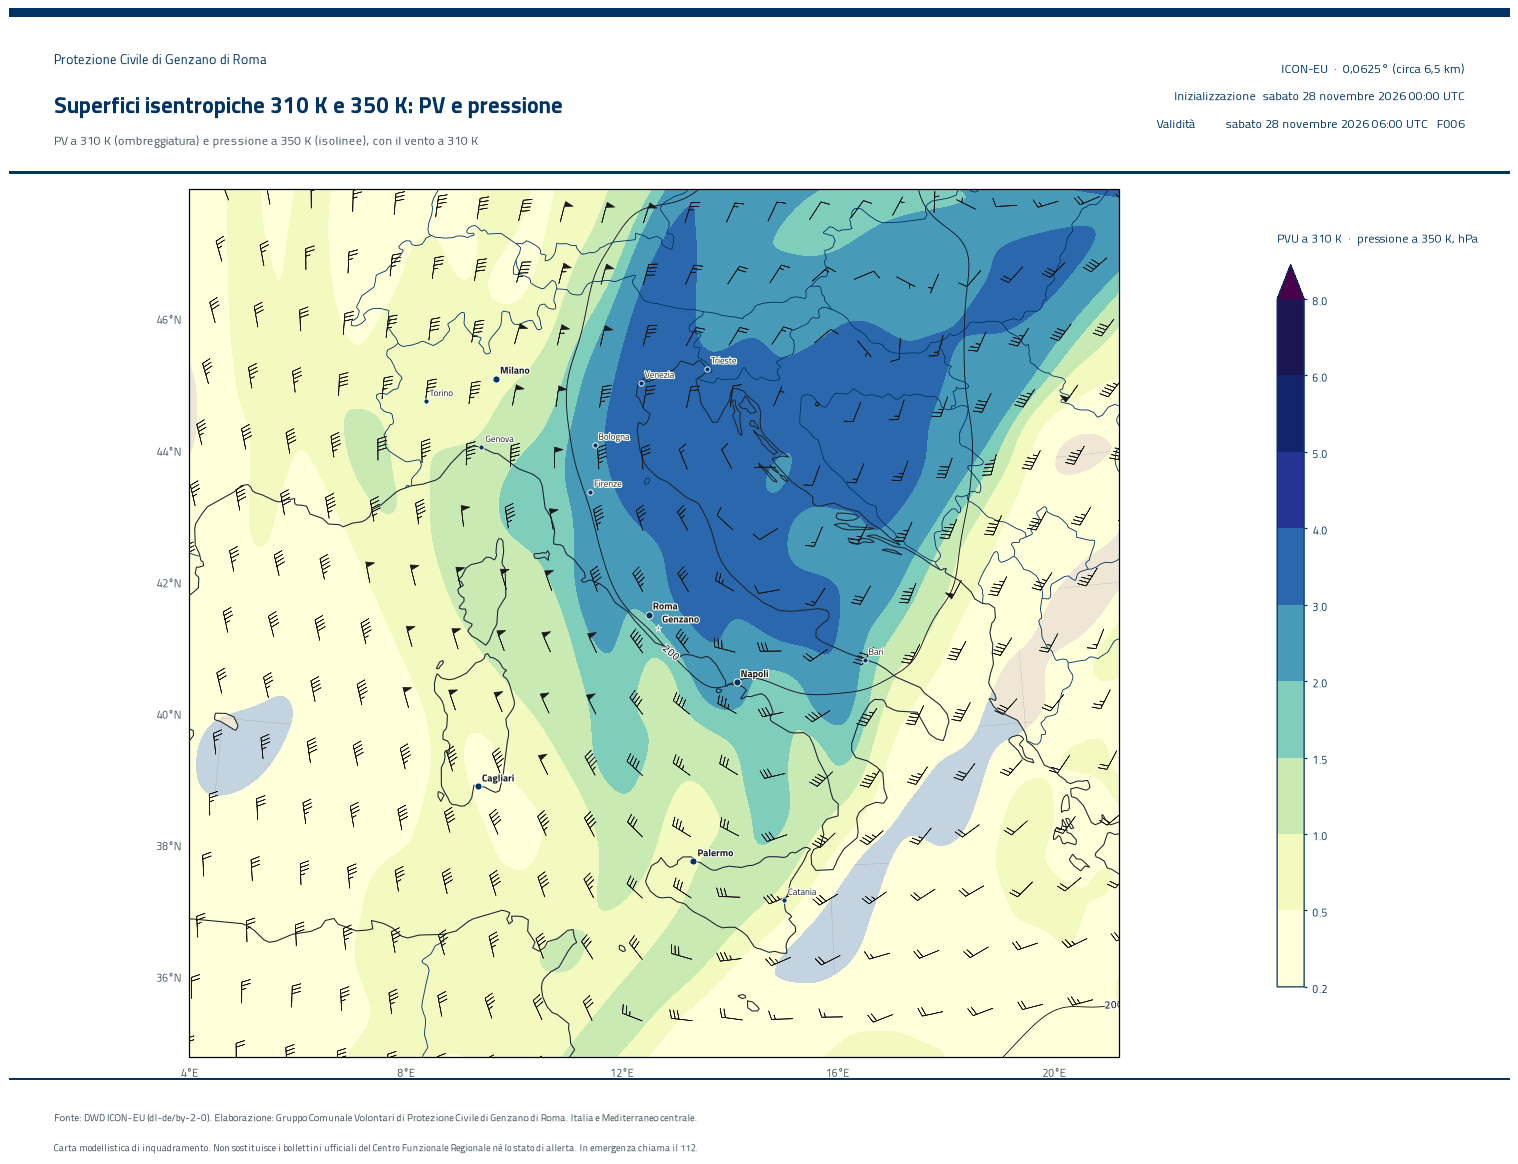 Protezione Civile di Genzano di Roma
Superfici isentropiche 310 K e 350 K: PV e pressione
PV a 310 K (ombreggiatura) e pressione a 350 K (isolinee), con il vento a 310 K
ICON-EU · 0,0625° (circa 6,5 km)
Inizializzazione sabato 28 novembre 2026 00:00 UTC
Validità sabato 28 novembre 2026 06:00 UTC F006
PVU a 310 K · pressione a 350 K, hPa
8.0
6.0
5.0
4.0
3.0
2.0
1.5
1.0
0.5
0.2
46°N
44°N
42°N
40°N
38°N
36°N
4°E
8°E
12°E
16°E
20°E
Trieste
Venezia
Milano
Torino
Genova
Bologna
Firenze
Roma
Genzano
200
Bari
Napoli
Cagliari
Palermo
Catania
200
Fonte: DWD ICON-EU (dl-de/by-2-0). Elaborazione: Gruppo Comunale Volontari di Protezione Civile di Genzano di Roma. Italia e Mediterraneo centrale.
Carta modellistica di inquadramento. Non sostituisce i bollettini ufficiali del Centro Funzionale Regionale né lo stato di allerta. In emergenza chiama il 112.